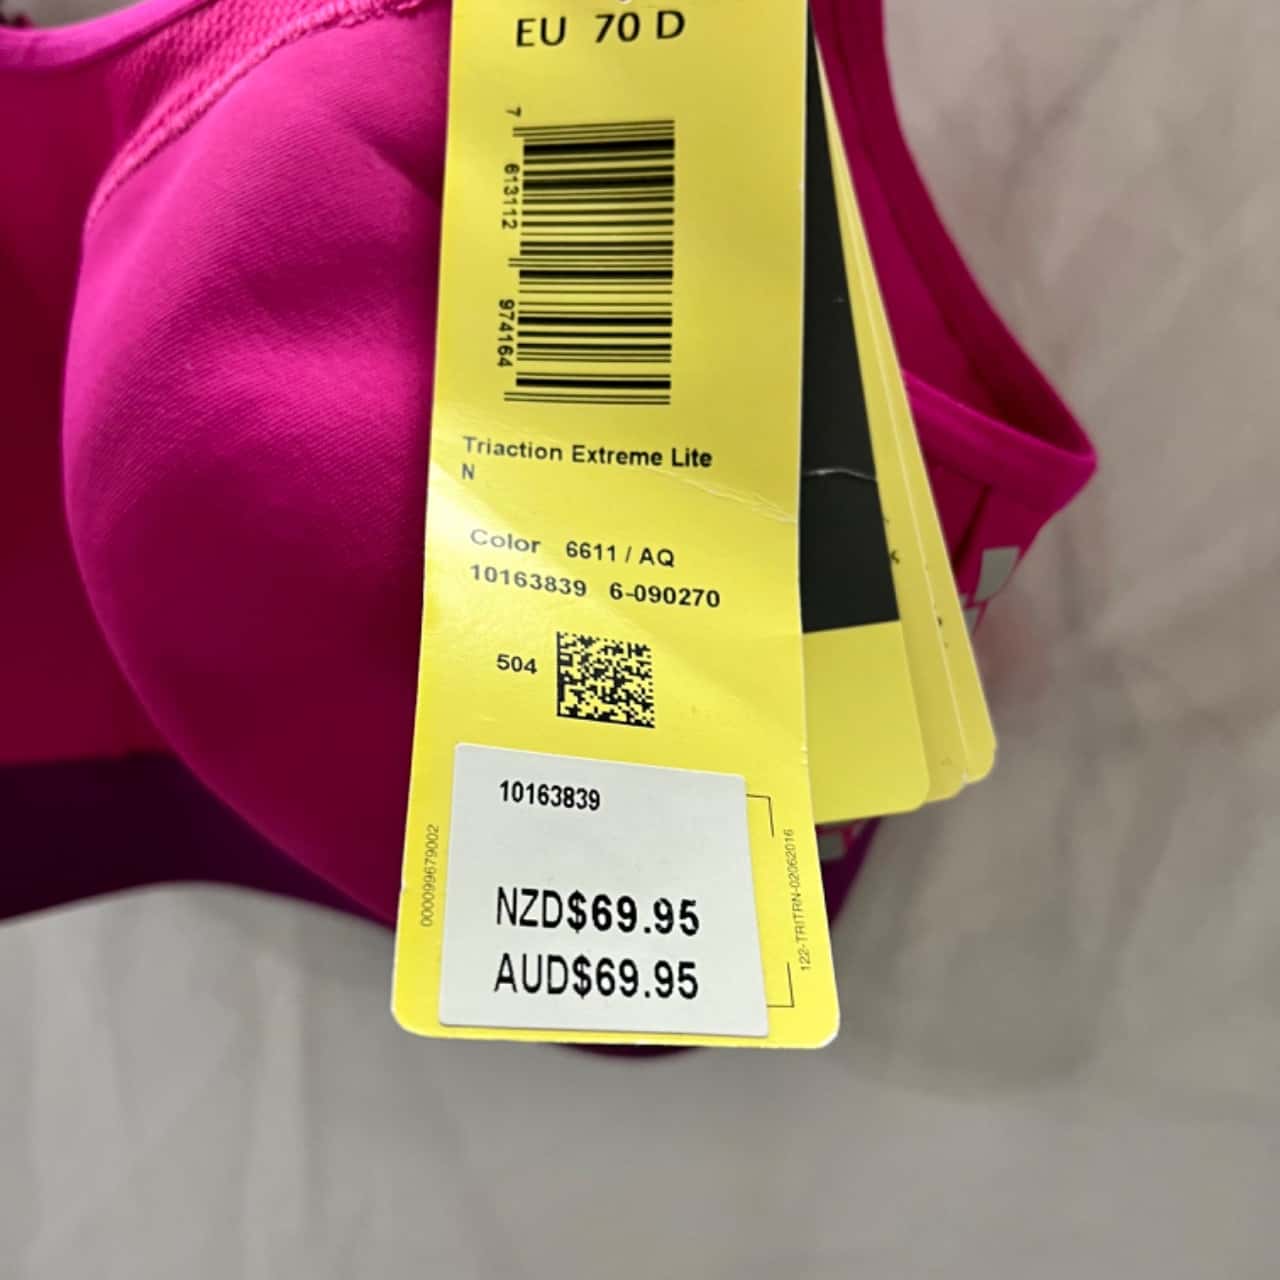 EU 70 D
7 613112 974164
Triaction Extreme Lite
N
Color 6611 / AQ
10163839 6-090270
504
10163839
NZD$69.95
AUD$69.95
000099679002
122-TRITRN-02062016